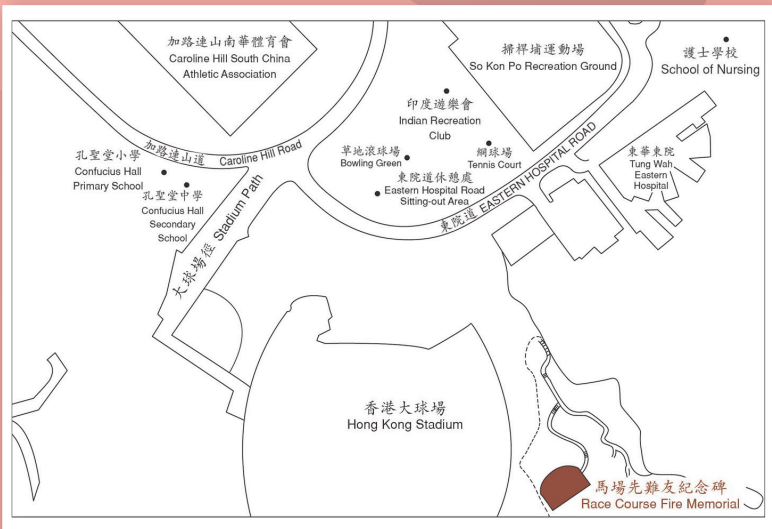 加路連山南華體育會
Caroline Hill South China
Athletic Association
掃桿埔運動場
So Kon Po Recreation Ground
護士學校
School of Nursing
印度遊樂會
Indian Recreation
Club
加路連山道 Caroline Hill Road
草地滾球場
Bowling Green
網球場
Tennis Court
東院道 EASTERN HOSPITAL ROAD
東華東院
Tung Wah
Eastern
Hospital
孔聖堂小學
Confucius Hall
Primary School
孔聖堂中學
Confucius Hall
Secondary
School
東院道休憩處
Eastern Hospital Road
Sitting-out Area
大球場徑 Stadium Path
香港大球場
Hong Kong Stadium
馬場先難友紀念碑
Race Course Fire Memorial